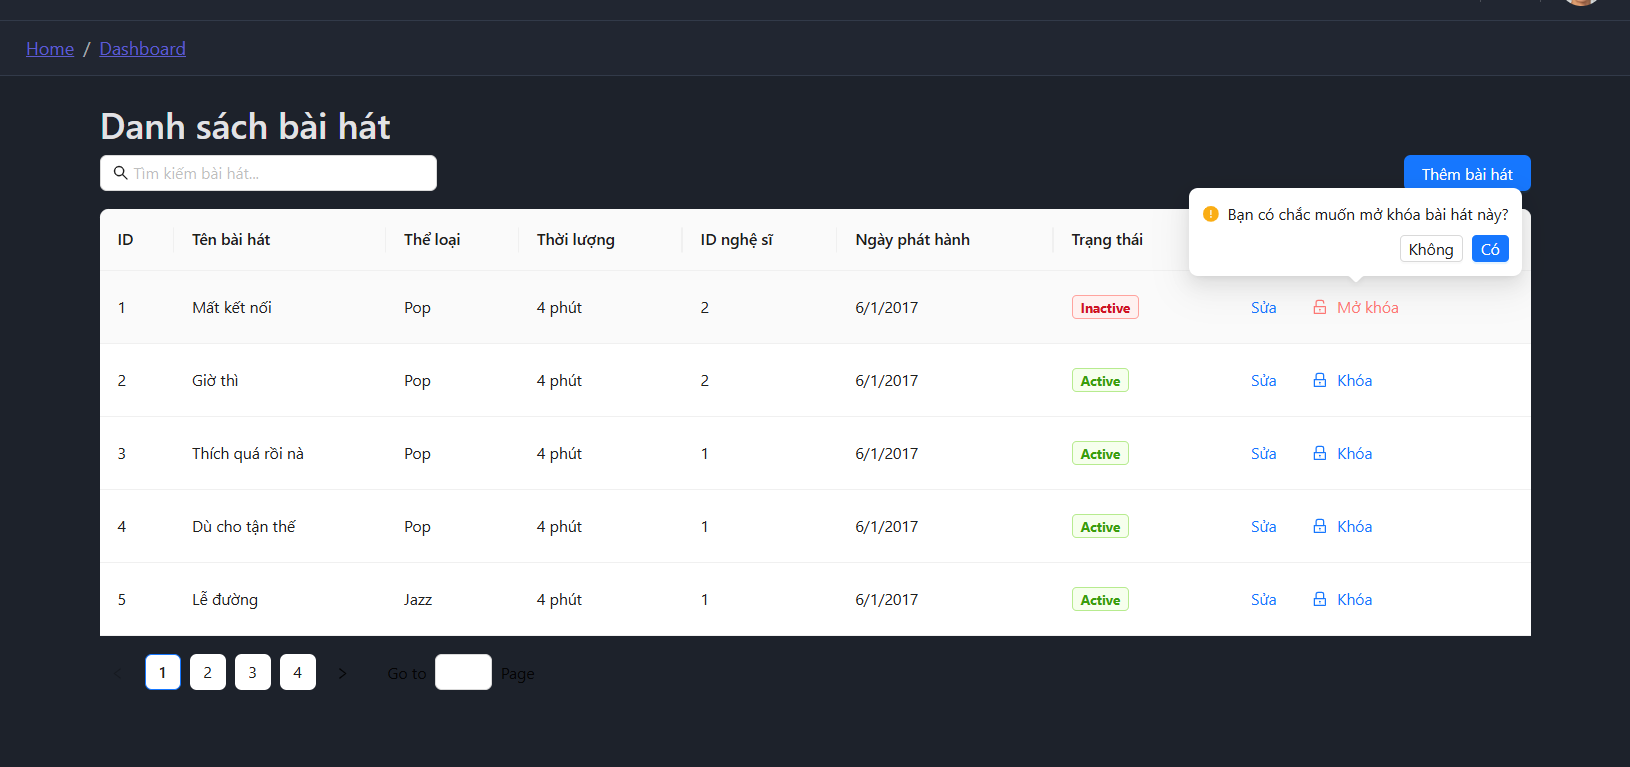 Home / Dashboard
Danh sách bài hát
Tìm kiếm bài hát...
Thêm bài hát
Bạn có chắc muốn mở khóa bài hát này?
Không Có
ID Tên bài hát Thể loại Thời lượng ID nghệ sĩ Ngày phát hành Trạng thái
1 Mất kết nối Pop 4 phút 2 6/1/2017 Inactive Sửa Mở khóa
2 Giờ thì Pop 4 phút 2 6/1/2017 Active Sửa Khóa
3 Thích quá rồi nà Pop 4 phút 1 6/1/2017 Active Sửa Khóa
4 Dù cho tận thế Pop 4 phút 1 6/1/2017 Active Sửa Khóa
5 Lễ đường Jazz 4 phút 1 6/1/2017 Active Sửa Khóa
< 1 2 3 4 > Go to Page